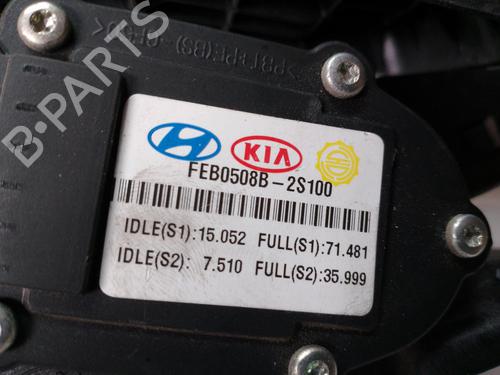 B-PARTS
KIA
FEB0508B-2S100
IDLE(S1):15.052 FULL(S1):71.481
IDLE(S2): 7.510 FULL(S2):35.999